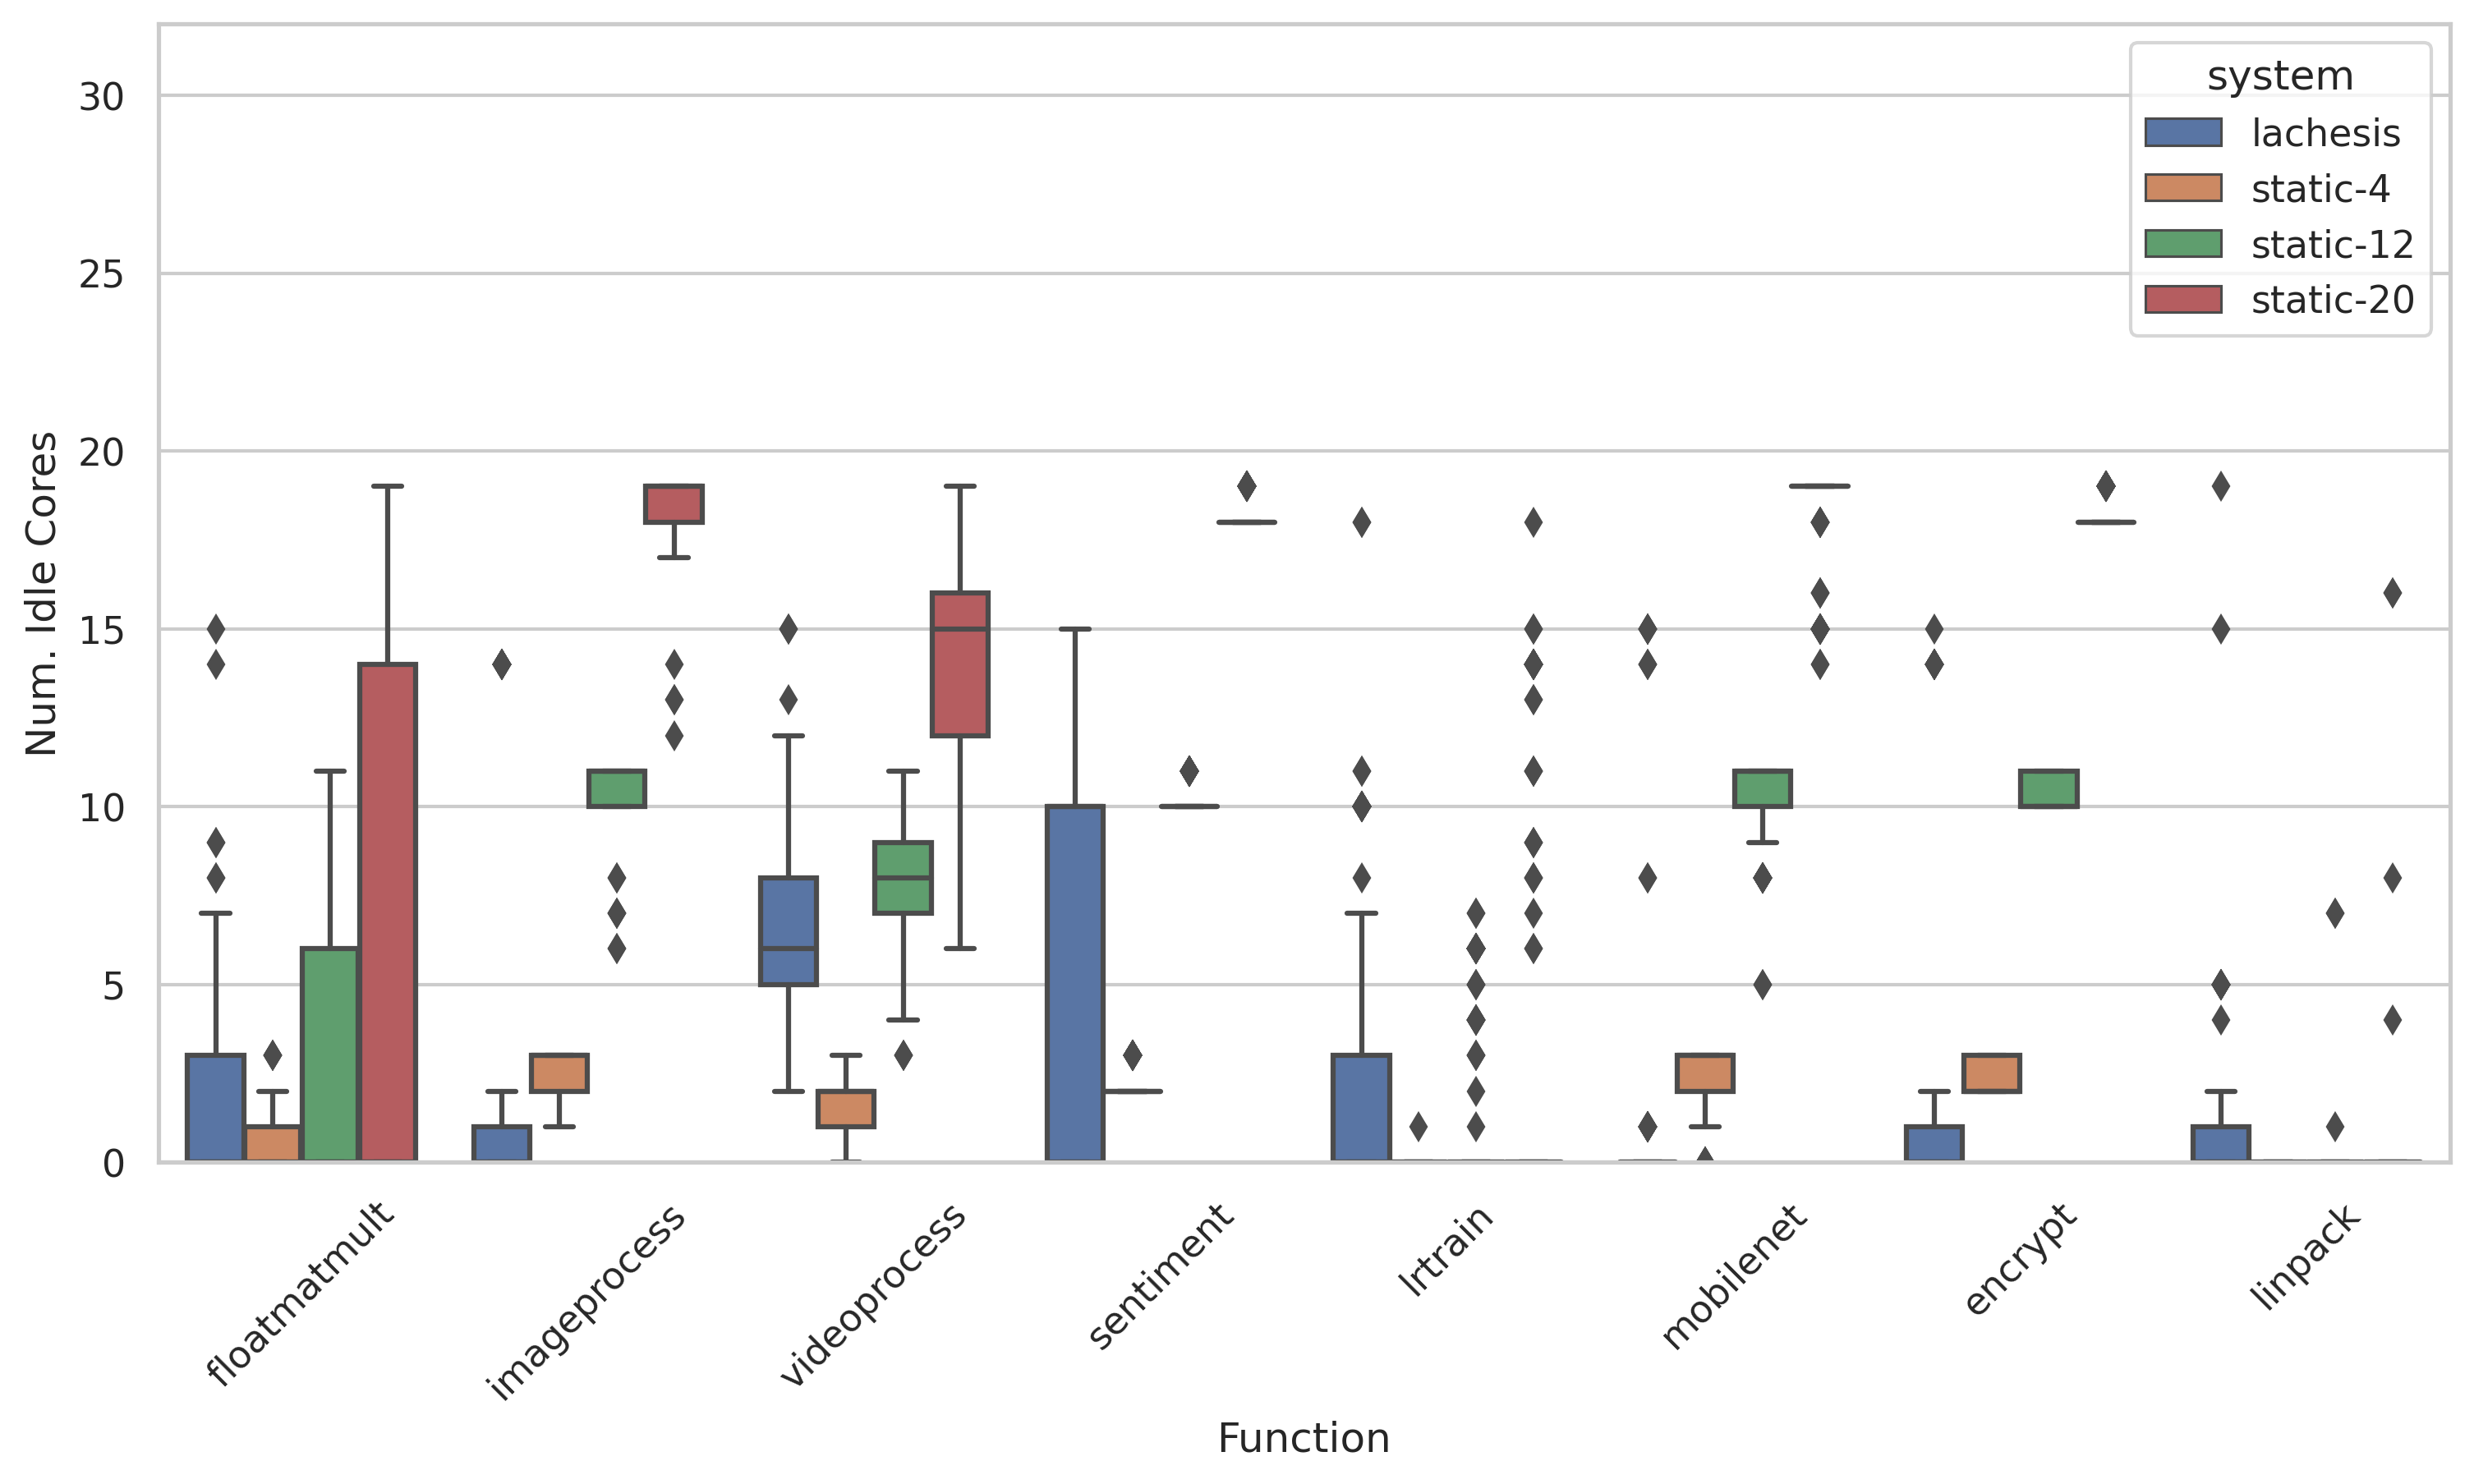 Num. Idle Cores
30
25
20
15
10
5
0
system
lachesis
static-4
static-12
static-20
floatmatmult
imageprocess
videoprocess
sentiment
lrtrain
mobilenet
encrypt
linpack
Function